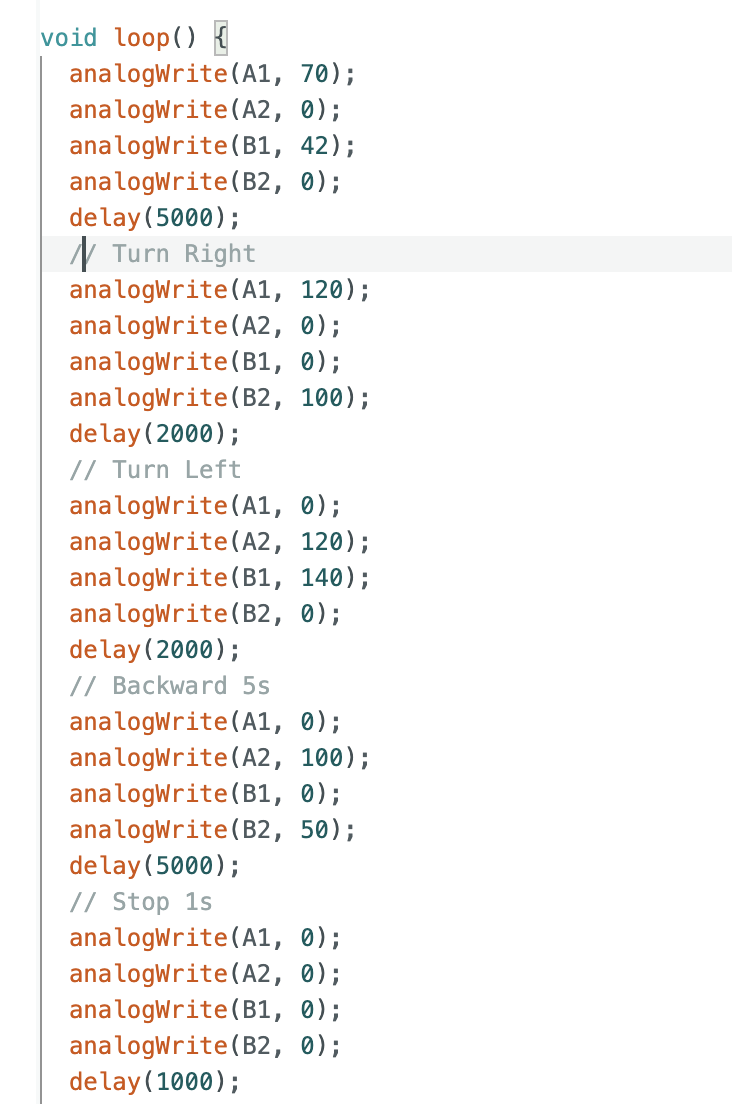 void loop() {
  analogWrite(A1, 70);
  analogWrite(A2, 0);
  analogWrite(B1, 42);
  analogWrite(B2, 0);
  delay(5000);
  // Turn Right
  analogWrite(A1, 120);
  analogWrite(A2, 0);
  analogWrite(B1, 0);
  analogWrite(B2, 100);
  delay(2000);
  // Turn Left
  analogWrite(A1, 0);
  analogWrite(A2, 120);
  analogWrite(B1, 140);
  analogWrite(B2, 0);
  delay(2000);
  // Backward 5s
  analogWrite(A1, 0);
  analogWrite(A2, 100);
  analogWrite(B1, 0);
  analogWrite(B2, 50);
  delay(5000);
  // Stop 1s
  analogWrite(A1, 0);
  analogWrite(A2, 0);
  analogWrite(B1, 0);
  analogWrite(B2, 0);
  delay(1000);